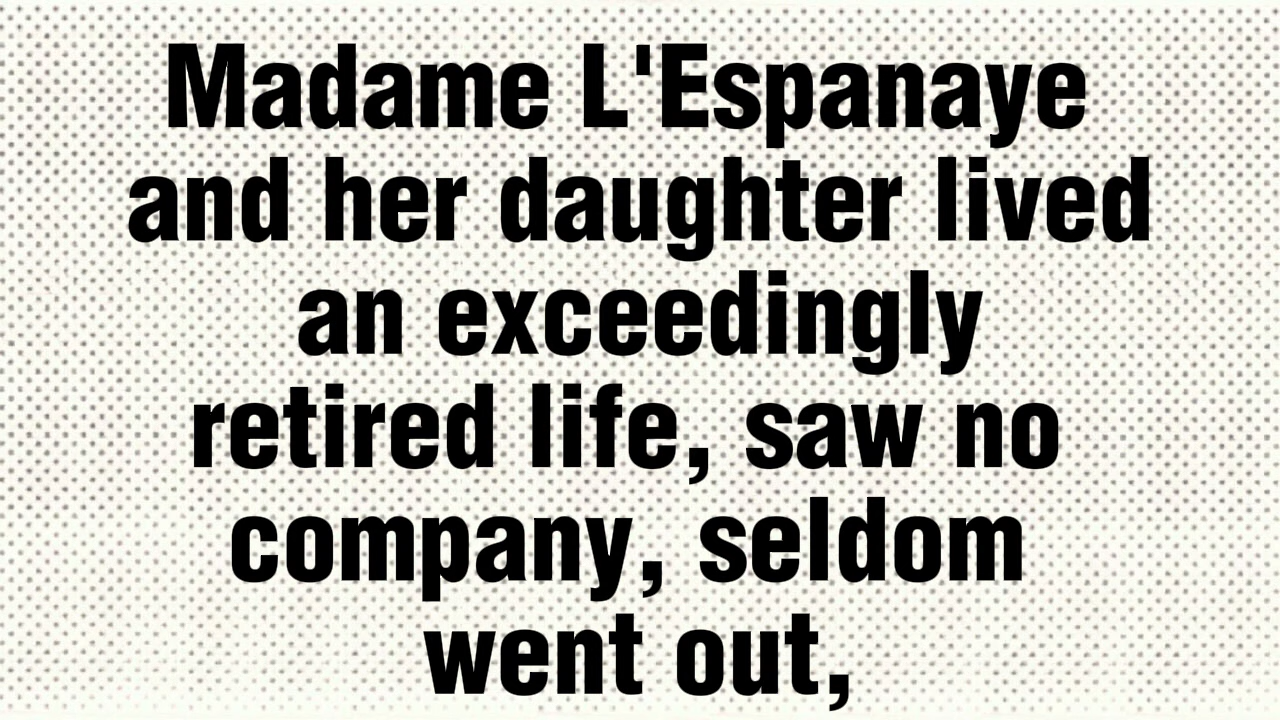 Madame L'Espanaye
and her daughter lived
an exceedingly
retired life, saw no
company, seldom
went out,